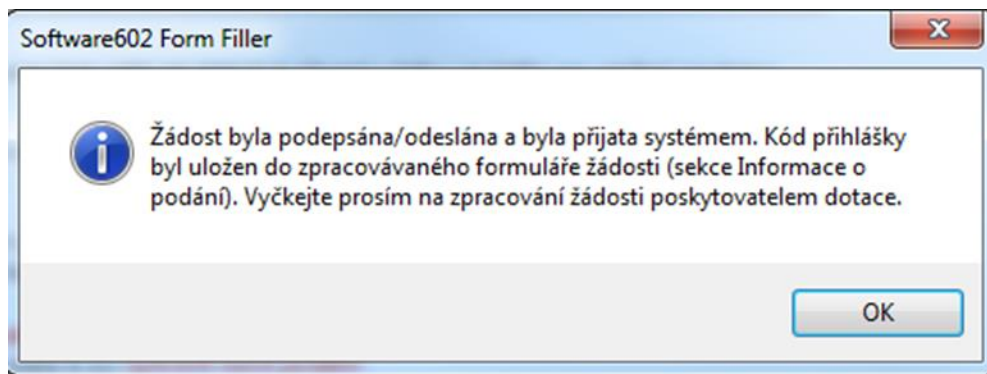 Software602 Form Filler
Žádost byla podepsána/odeslána a byla přijata systémem. Kód přihlášky
byl uložen do zpracovávaného formuláře žádosti (sekce Informace o
podání). Vyčkejte prosím na zpracování žádosti poskytovatelem dotace.
OK